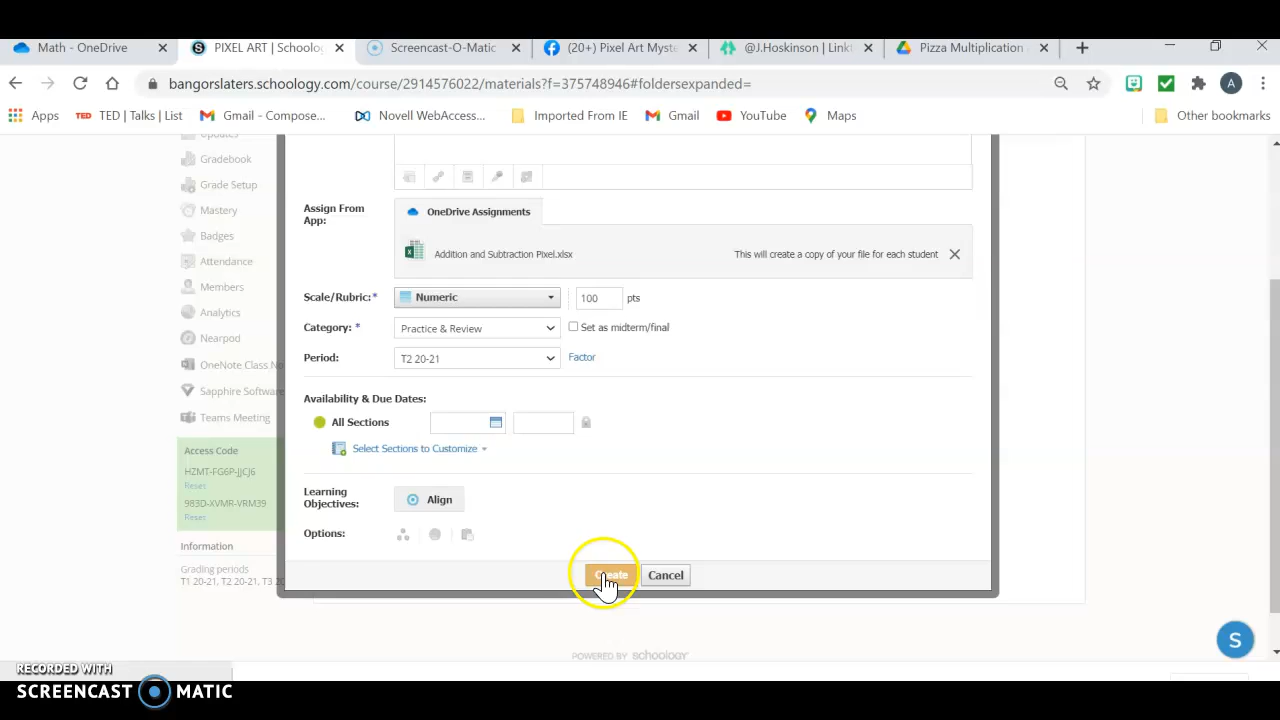 Math - OneDrive
PIXEL ART | Schoolo
Screencast-O-Matic
(20+) Pixel Art Myste
@J.Hoskinson | Linkt
Pizza Multiplication
bangorslaters.schoology.com/course/2914576022/materials?f=375748946#foldersexpanded=
A
Apps
TED
TED | Talks | List
Gmail - Compose...
Novell WebAccess...
Imported From IE
Gmail
YouTube
Maps
Other bookmarks
Updates
Gradebook
Grade Setup
Mastery
Badges
Attendance
Members
Analytics
Nearpod
OneNote Class No
Sapphire Software
Teams Meeting
Access Code
HZMT-FG6P-JJCJ6
Reset
983D-XVMR-VRM39
Reset
Information
Grading periods
T1 20-21, T2 20-21, T3 20
Assign From
App:
OneDrive Assignments
Addition and Subtraction Pixel.xlsx
This will create a copy of your file for each student
Scale/Rubric:*
Numeric
100
pts
Category: *
Practice & Review
Set as midterm/final
Period:
T2 20-21
Factor
Availability & Due Dates:
All Sections
Select Sections to Customize
Learning
Objectives:
Align
Options:
Create
Cancel
POWERED BY schoology®
S
RECORDED WITH
SCREENCAST MATIC